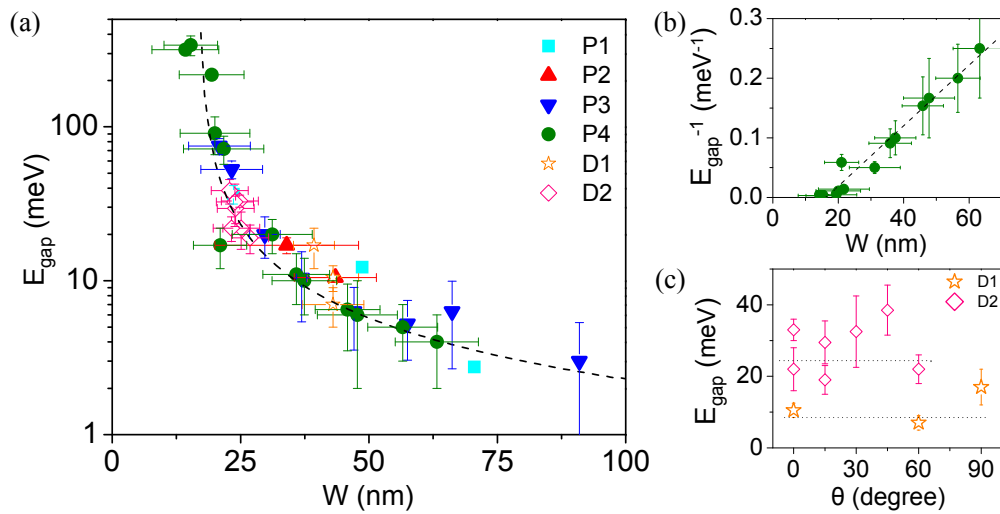 (a)
E_gap (meV)
100
10
1
0 25 50 75 100
W (nm)
P1
P2
P3
P4
D1
D2
(b)
E_gap^-1 (meV^-1)
0.3
0.2
0.1
0.0
0 20 40 60
W (nm)
(c)
E_gap (meV)
40
20
0
0 30 60 90
θ (degree)
D1
D2